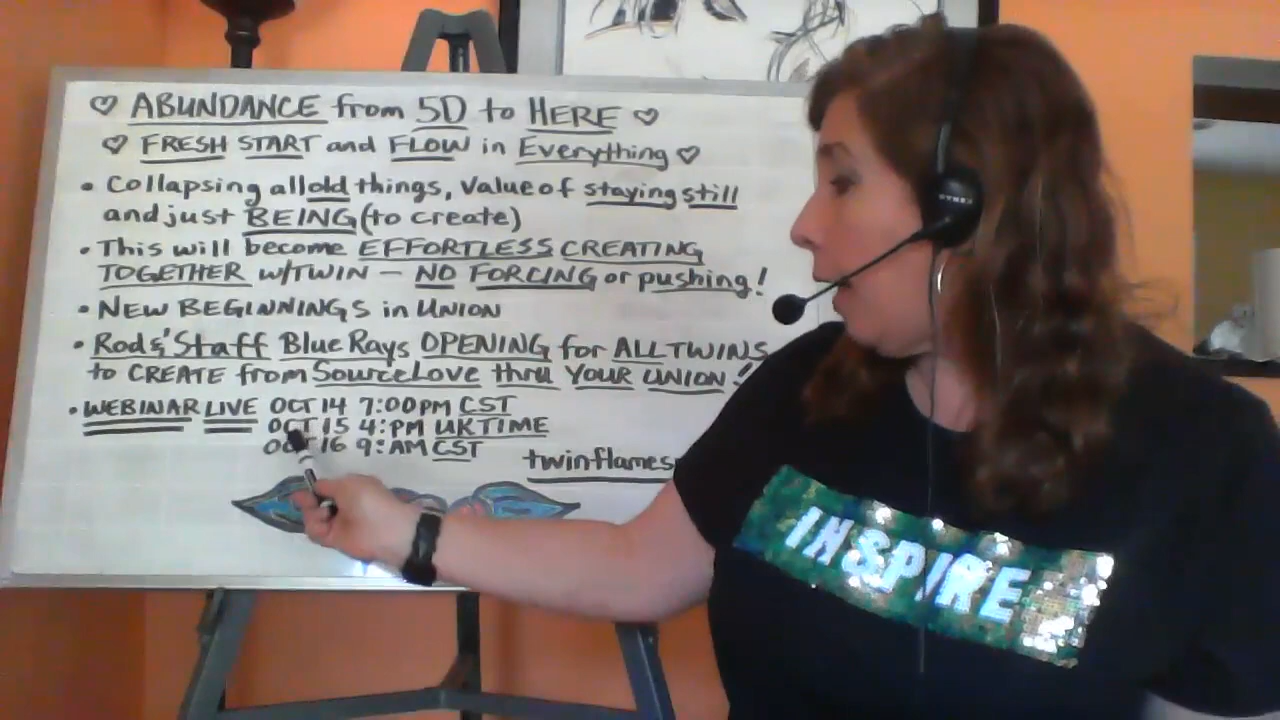 ♡ ABUNDANCE from 5D to HERE ♡
♡ FRESH START and FLOW in Everything ♡
• Collapsing all old things, Value of staying still
and just BEING (to create)
• This will become EFFORTLESS CREATING
TOGETHER w/TWIN — NO FORCING or pushing!
• NEW BEGINNINGS in UNION
• Rod & Staff Blue Rays OPENING for ALL TWINS
to CREATE from Source Love thru YOUR UNION!
• WEBINAR LIVE OCT 14 7:00PM CST
OCT 15 4:PM UK TIME
OCT 16 9:AM CST
twinflames
INSPIRE